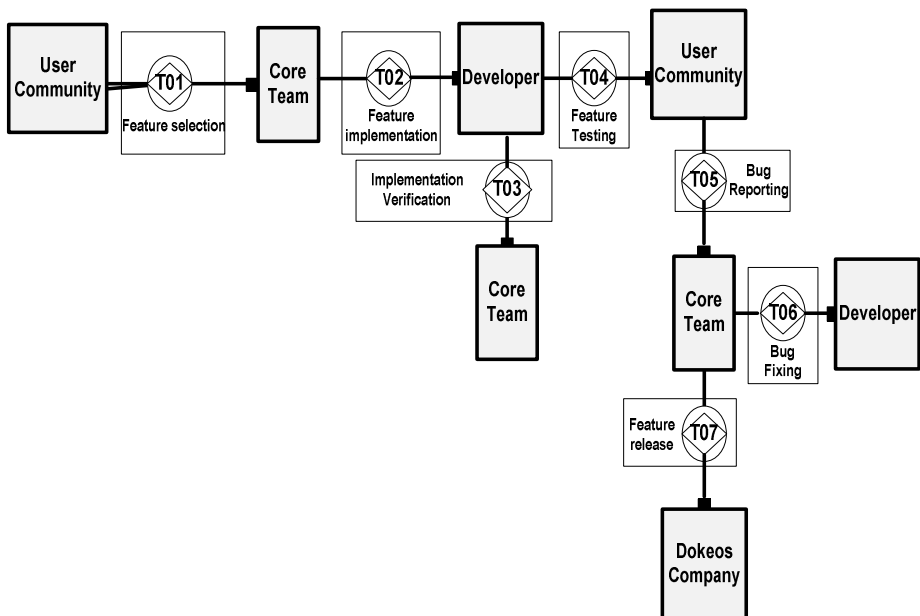 User
Community
T01
Feature selection
Core
Team
T02
Feature
implementation
Developer
T04
Feature
Testing
User
Community
Implementation
Verification
T03
Core
Team
T05
Bug
Reporting
Core
Team
T06
Bug
Fixing
Developer
Feature
release
T07
Dokeos
Company